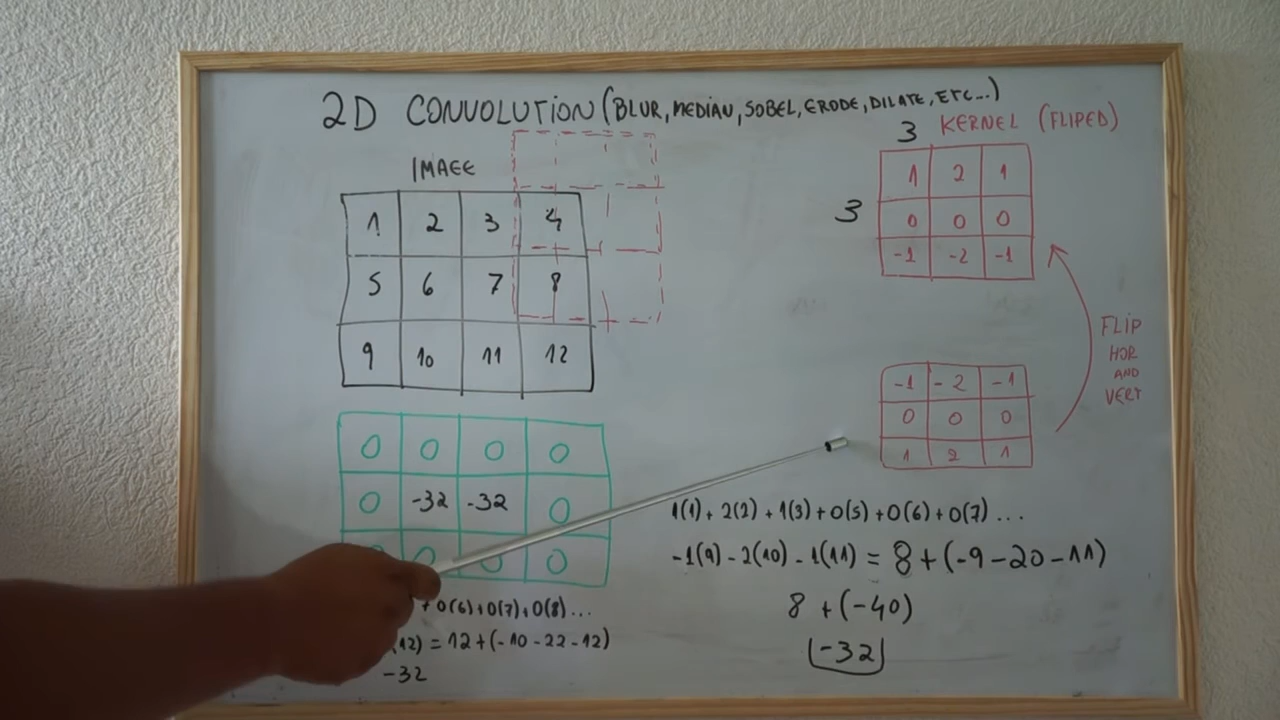 2D CONVOLUTION (BLUR, MEDIAN, SOBEL, ERODE, DILATE, ETC...)
IMAGE
1 2 3 4
5 6 7 8
9 10 11 12
3 KERNEL (FLIPED)
3
1 2 1
0 0 0
-1 -2 -1
FLIP
HOR
AND
VERT
-1 -2 -1
0 0 0
1 2 1
0 0 0 0
0 -32 -32 0
0 0 0
+0(6)+0(7)+0(8)...
(12) = 12+(-10-22-12)
-32
1(1)+2(2)+1(3)+0(5)+0(6)+0(7)...
-1(9)-2(10)-1(11) = 8+(-9-20-11)
8 +(-40)
-32